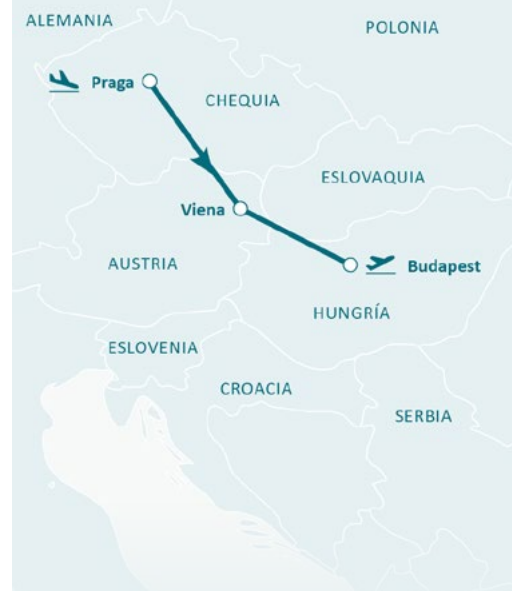 ALEMANIA
POLONIA
Praga
CHEQUIA
ESLOVAQUIA
Viena
AUSTRIA
Budapest
HUNGRÍA
ESLOVENIA
CROACIA
SERBIA